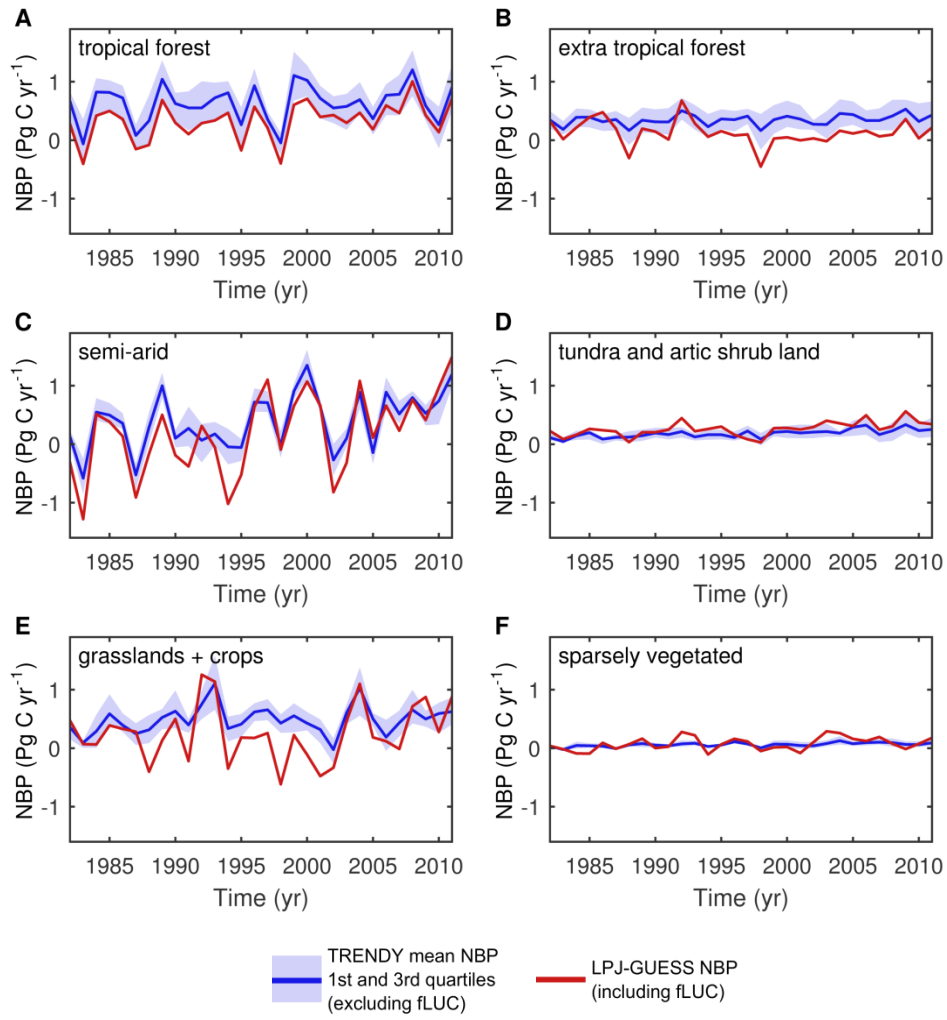 A
tropical forest
NBP (Pg C yr-1)
1
0
-1
1985 1990 1995 2000 2005 2010
Time (yr)
B
extra tropical forest
NBP (Pg C yr-1)
1
0
-1
1985 1990 1995 2000 2005 2010
Time (yr)
C
semi-arid
NBP (Pg C yr-1)
1
0
-1
1985 1990 1995 2000 2005 2010
Time (yr)
D
tundra and artic shrub land
NBP (Pg C yr-1)
1
0
-1
1985 1990 1995 2000 2005 2010
Time (yr)
E
grasslands + crops
NBP (Pg C yr-1)
1
0
-1
1985 1990 1995 2000 2005 2010
Time (yr)
F
sparsely vegetated
NBP (Pg C yr-1)
1
0
-1
1985 1990 1995 2000 2005 2010
Time (yr)
TRENDY mean NBP
1st and 3rd quartiles
(excluding fLUC)
LPJ-GUESS NBP
(including fLUC)